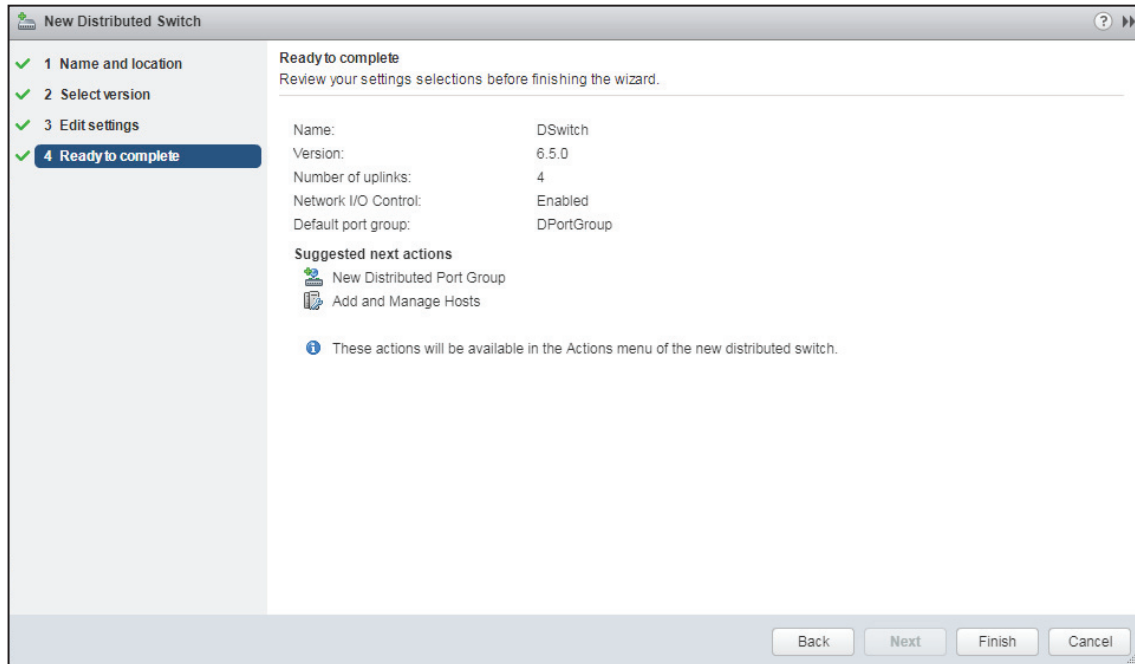 New Distributed Switch
?
1 Name and location
2 Select version
3 Edit settings
4 Ready to complete
Ready to complete
Review your settings selections before finishing the wizard.
Name: DSwitch
Version: 6.5.0
Number of uplinks: 4
Network I/O Control: Enabled
Default port group: DPortGroup
Suggested next actions
New Distributed Port Group
Add and Manage Hosts
These actions will be available in the Actions menu of the new distributed switch.
Back Next Finish Cancel